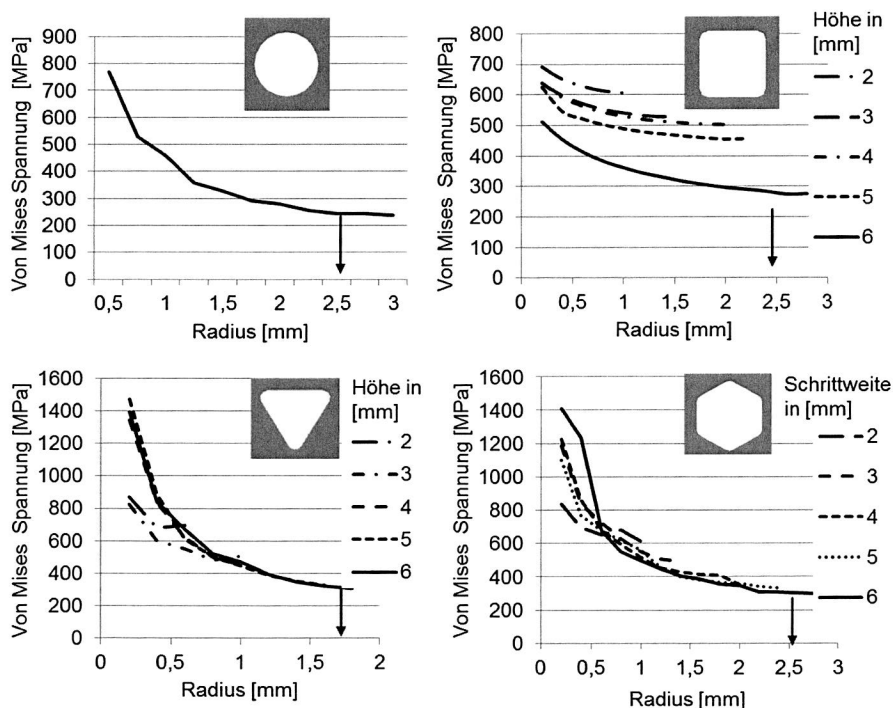 Von Mises Spannung [MPa]
900
800
700
600
500
400
300
200
100
0
0,5 1 1,5 2 2,5 3
Radius [mm]
Von Mises Spannung [MPa]
800
700
600
500
400
300
200
100
0
0 0,5 1 1,5 2 2,5 3
Radius [mm]
Höhe in
[mm]
2
3
4
5
6
Von Mises Spannung [MPa]
1600
1400
1200
1000
800
600
400
200
0
0 0,5 1 1,5 2
Radius [mm]
Höhe in
[mm]
2
3
4
5
6
Von Mises Spannung [MPa]
1600
1400
1200
1000
800
600
400
200
0
0 0,5 1 1,5 2 2,5 3
Radius [mm]
Schrittweite
in [mm]
2
3
4
5
6